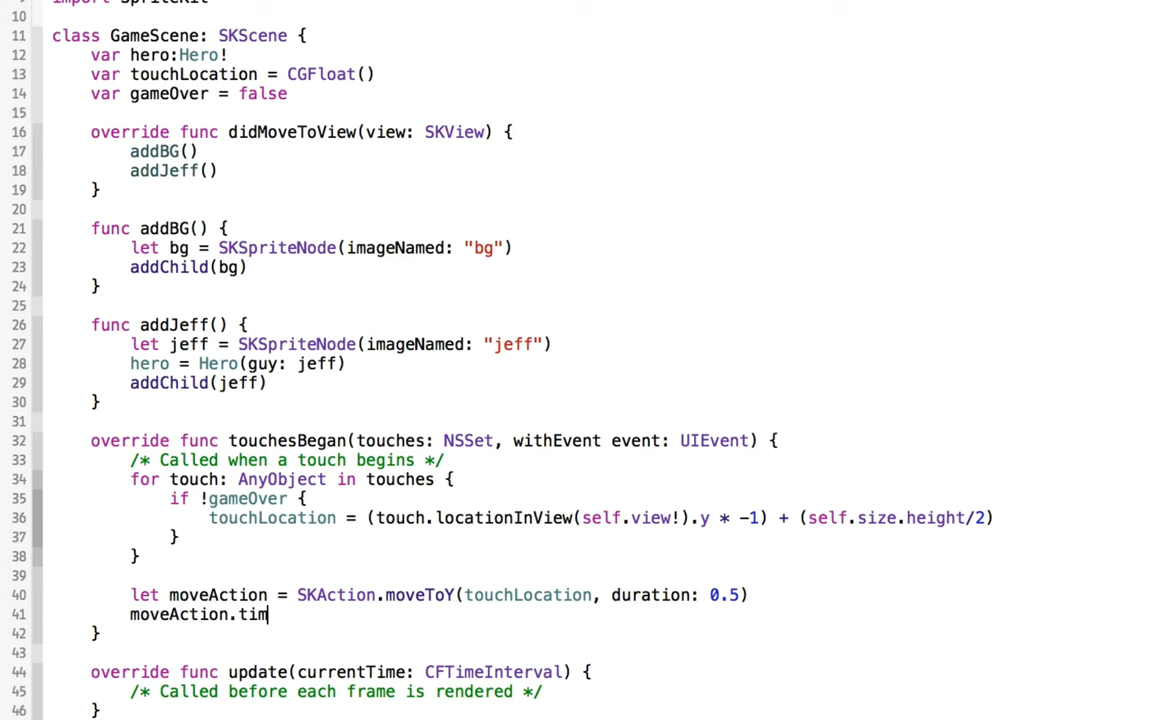 import SpriteKit
10
11 class GameScene: SKScene {
12 var hero:Hero!
13 var touchLocation = CGFloat()
14 var gameOver = false
15
16 override func didMoveToView(view: SKView) {
17 addBG()
18 addJeff()
19 }
20
21 func addBG() {
22 let bg = SKSpriteNode(imageNamed: "bg")
23 addChild(bg)
24 }
25
26 func addJeff() {
27 let jeff = SKSpriteNode(imageNamed: "jeff")
28 hero = Hero(guy: jeff)
29 addChild(jeff)
30 }
31
32 override func touchesBegan(touches: NSSet, withEvent event: UIEvent) {
33 /* Called when a touch begins */
34 for touch: AnyObject in touches {
35 if !gameOver {
36 touchLocation = (touch.locationInView(self.view!).y * -1) + (self.size.height/2)
37 }
38 }
39
40 let moveAction = SKAction.moveToY(touchLocation, duration: 0.5)
41 moveAction.tim
42 }
43
44 override func update(currentTime: CFTimeInterval) {
45 /* Called before each frame is rendered */
46 }